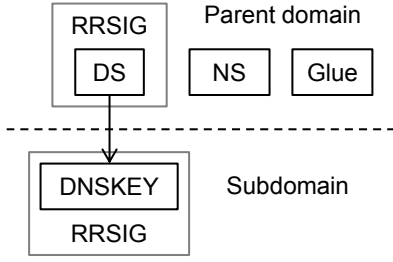 Parent domain
RRSIG
DS
NS
Glue
DNSKEY
Subdomain
RRSIG